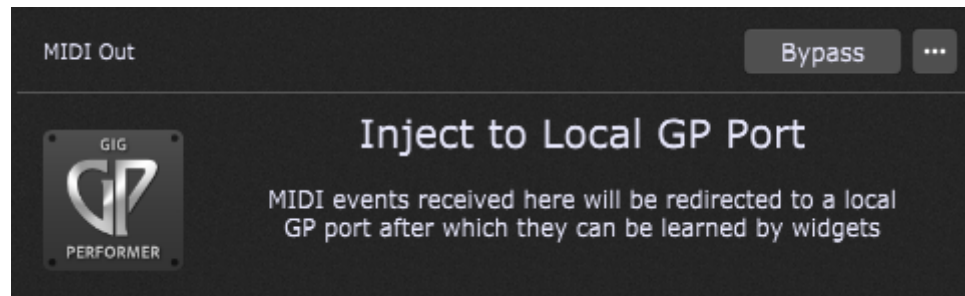 MIDI Out
Bypass
...
GIG
GP
PERFORMER
Inject to Local GP Port
MIDI events received here will be redirected to a local
GP port after which they can be learned by widgets